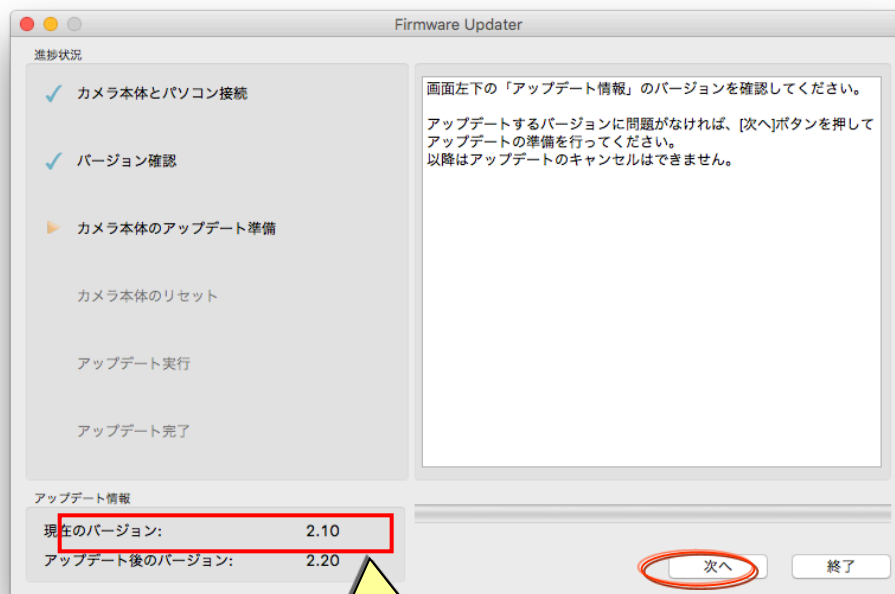 Firmware Updater
進捗状況
カメラ本体とパソコン接続
バージョン確認
カメラ本体のアップデート準備
カメラ本体のリセット
アップデート実行
アップデート完了
画面左下の「アップデート情報」のバージョンを確認してください。
アップデートするバージョンに問題がなければ、[次へ]ボタンを押して
アップデートの準備を行ってください。
以降はアップデートのキャンセルはできません。
アップデート情報
現在のバージョン: 2.10
アップデート後のバージョン: 2.20
次へ 終了